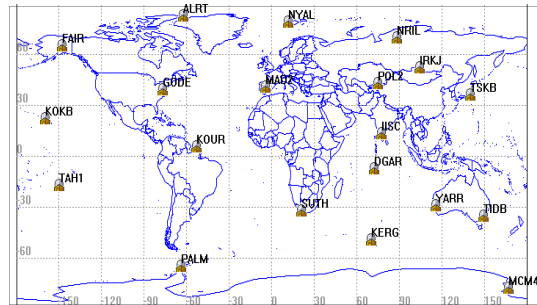 ALRT
NYAL
FAIR
NRIL
60
IRKJ
GODE
MAD2
POL2
TSKB
30
KOKB
IISC
KOUR
0
DGAR
TAH1
-30
SUTH
YARR
TIDB
KERG
-60
PALM
MCM4
-150 -120 -90 -60 -30 0 30 60 90 120 150